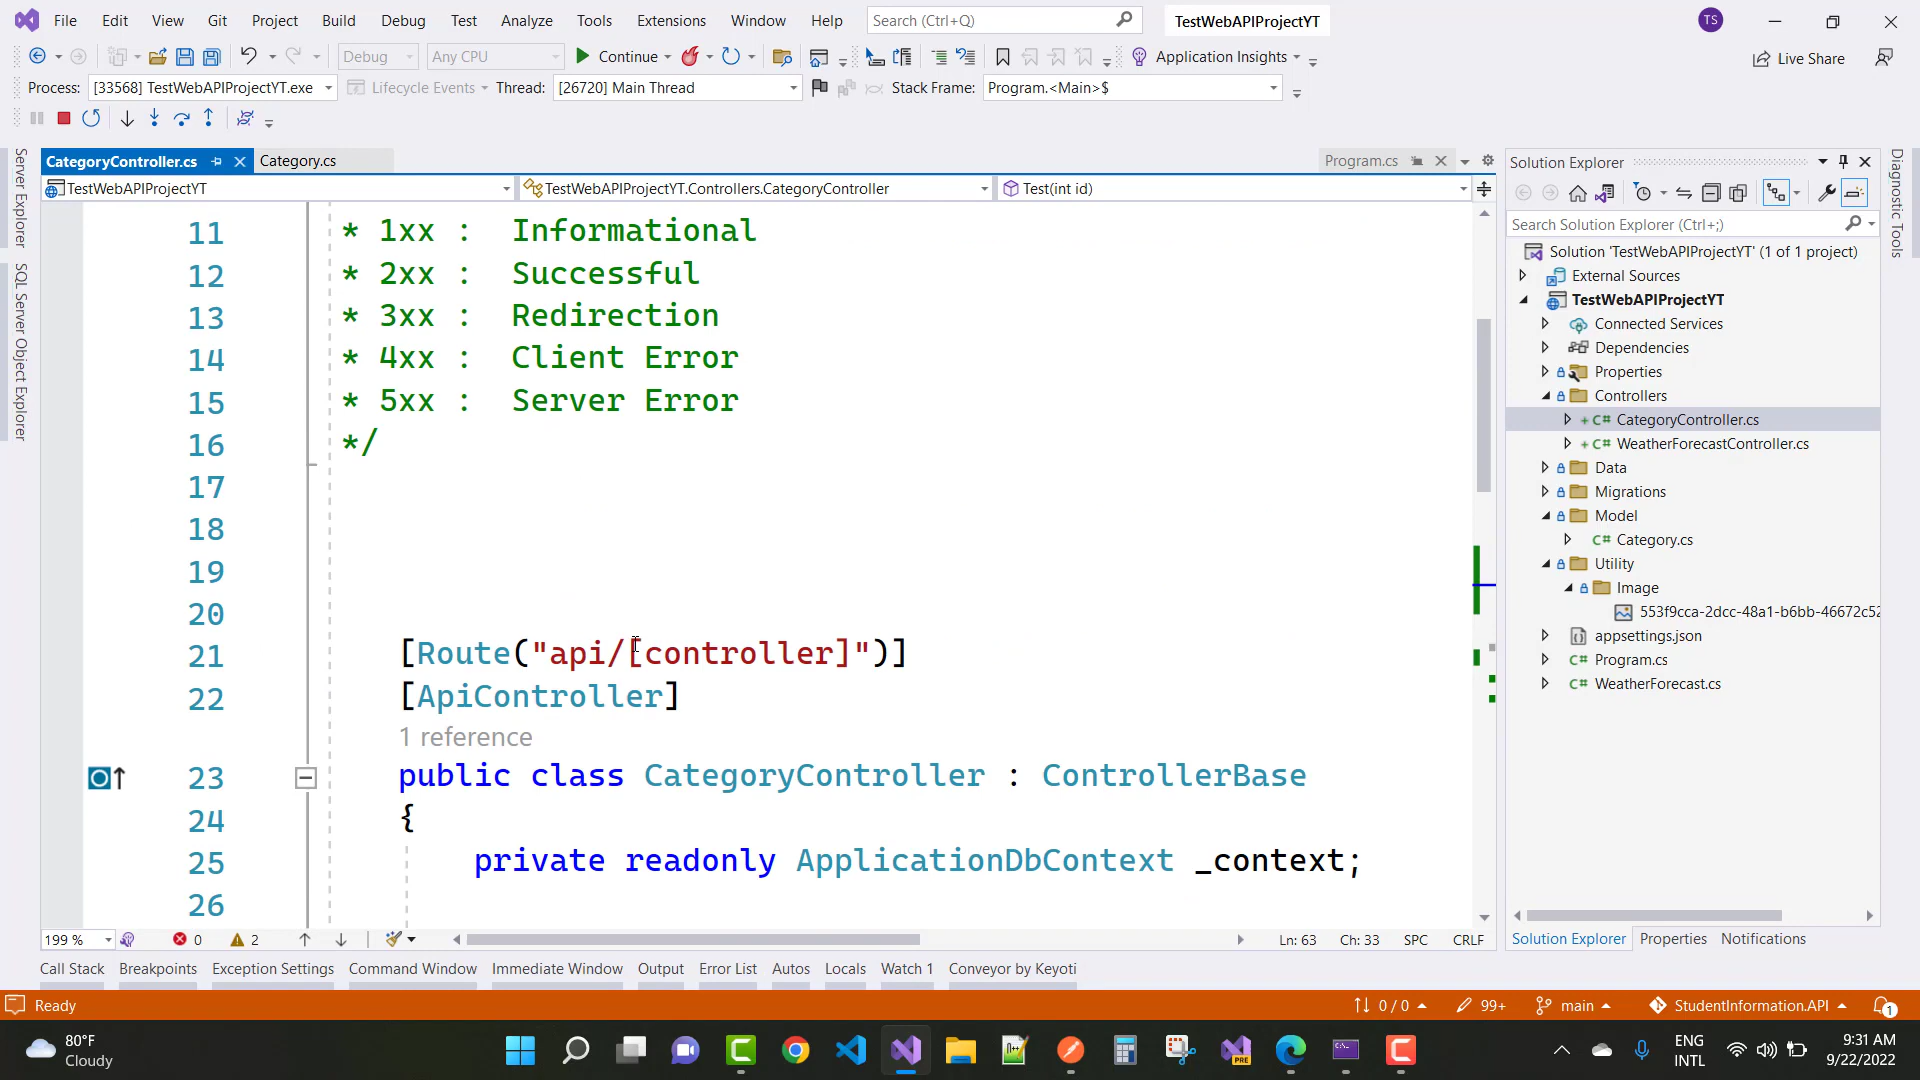 File Edit View Git Project Build Debug Test Analyze Tools Extensions Window Help Search (Ctrl+Q) TestWebAPIProjectYT TS
Debug Any CPU Continue Application Insights Live Share
Process: [33568] TestWebAPIProjectYT.exe Lifecycle Events Thread: [26720] Main Thread Stack Frame: Program.<Main>$
Server Explorer
SQL Server Object Explorer
CategoryController.cs Category.cs Program.cs
TestWebAPIProjectYT TestWebAPIProjectYT.Controllers.CategoryController Test(int id)
11 * 1xx : Informational
12 * 2xx : Successful
13 * 3xx : Redirection
14 * 4xx : Client Error
15 * 5xx : Server Error
16 */
17
18
19
20
21 [Route("api/[controller]")]
22 [ApiController]
1 reference
23 public class CategoryController : ControllerBase
24 {
25 private readonly ApplicationDbContext _context;
26
199 % 0 2 Ln: 63 Ch: 33 SPC CRLF
Solution Explorer
Search Solution Explorer (Ctrl+;)
Solution 'TestWebAPIProjectYT' (1 of 1 project)
External Sources
TestWebAPIProjectYT
Connected Services
Dependencies
Properties
Controllers
C# CategoryController.cs
C# WeatherForecastController.cs
Data
Migrations
Model
C# Category.cs
Utility
Image
553f9cca-2dcc-48a1-b6bb-46672c52
appsettings.json
C# Program.cs
C# WeatherForecast.cs
Solution Explorer Properties Notifications
Diagnostic Tools
Call Stack Breakpoints Exception Settings Command Window Immediate Window Output Error List Autos Locals Watch 1 Conveyor by Keyoti
Ready 0 / 0 99+ main StudentInformation.API 1
80°F
Cloudy
PRE
ENG
INTL
9:31 AM
9/22/2022